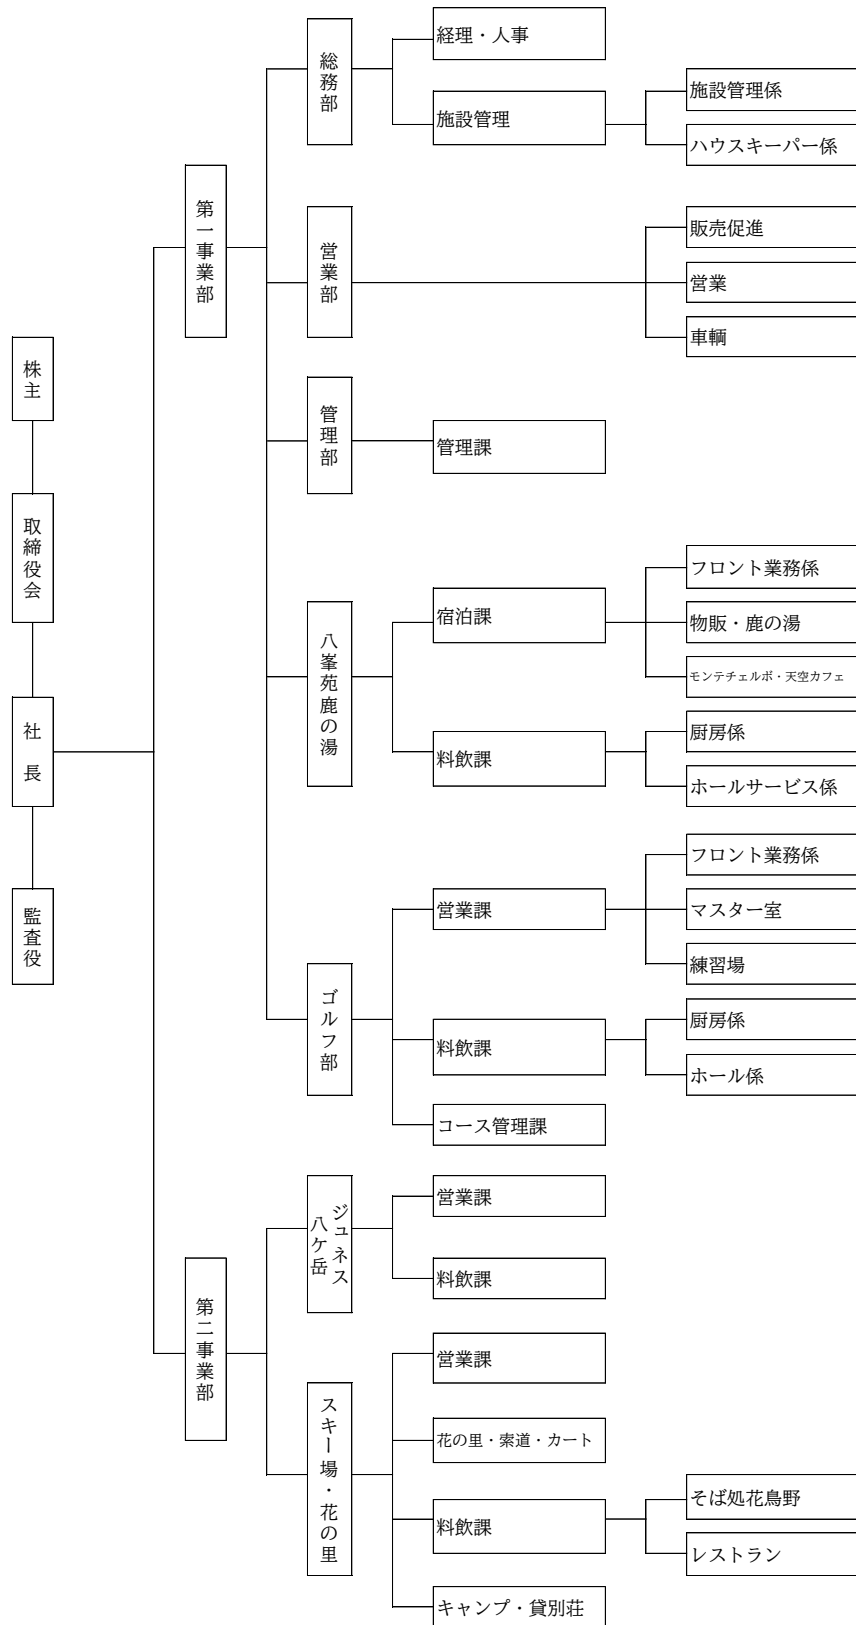 株主
取締役会
社長
監査役
第一事業部
総務部
経理・人事
施設管理
施設管理係
ハウスキーパー係
営業部
販売促進
営業
車輌
管理部
管理課
八峯苑鹿の湯
宿泊課
フロント業務係
物販・鹿の湯
モンテチェルボ・天空カフェ
料飲課
厨房係
ホールサービス係
ゴルフ部
営業課
フロント業務係
マスター室
練習場
料飲課
厨房係
ホール係
コース管理課
第二事業部
ジュネス
八ケ岳
営業課
料飲課
スキー場・花の里
営業課
花の里・索道・カート
料飲課
そば処花鳥野
レストラン
キャンプ・貸別荘